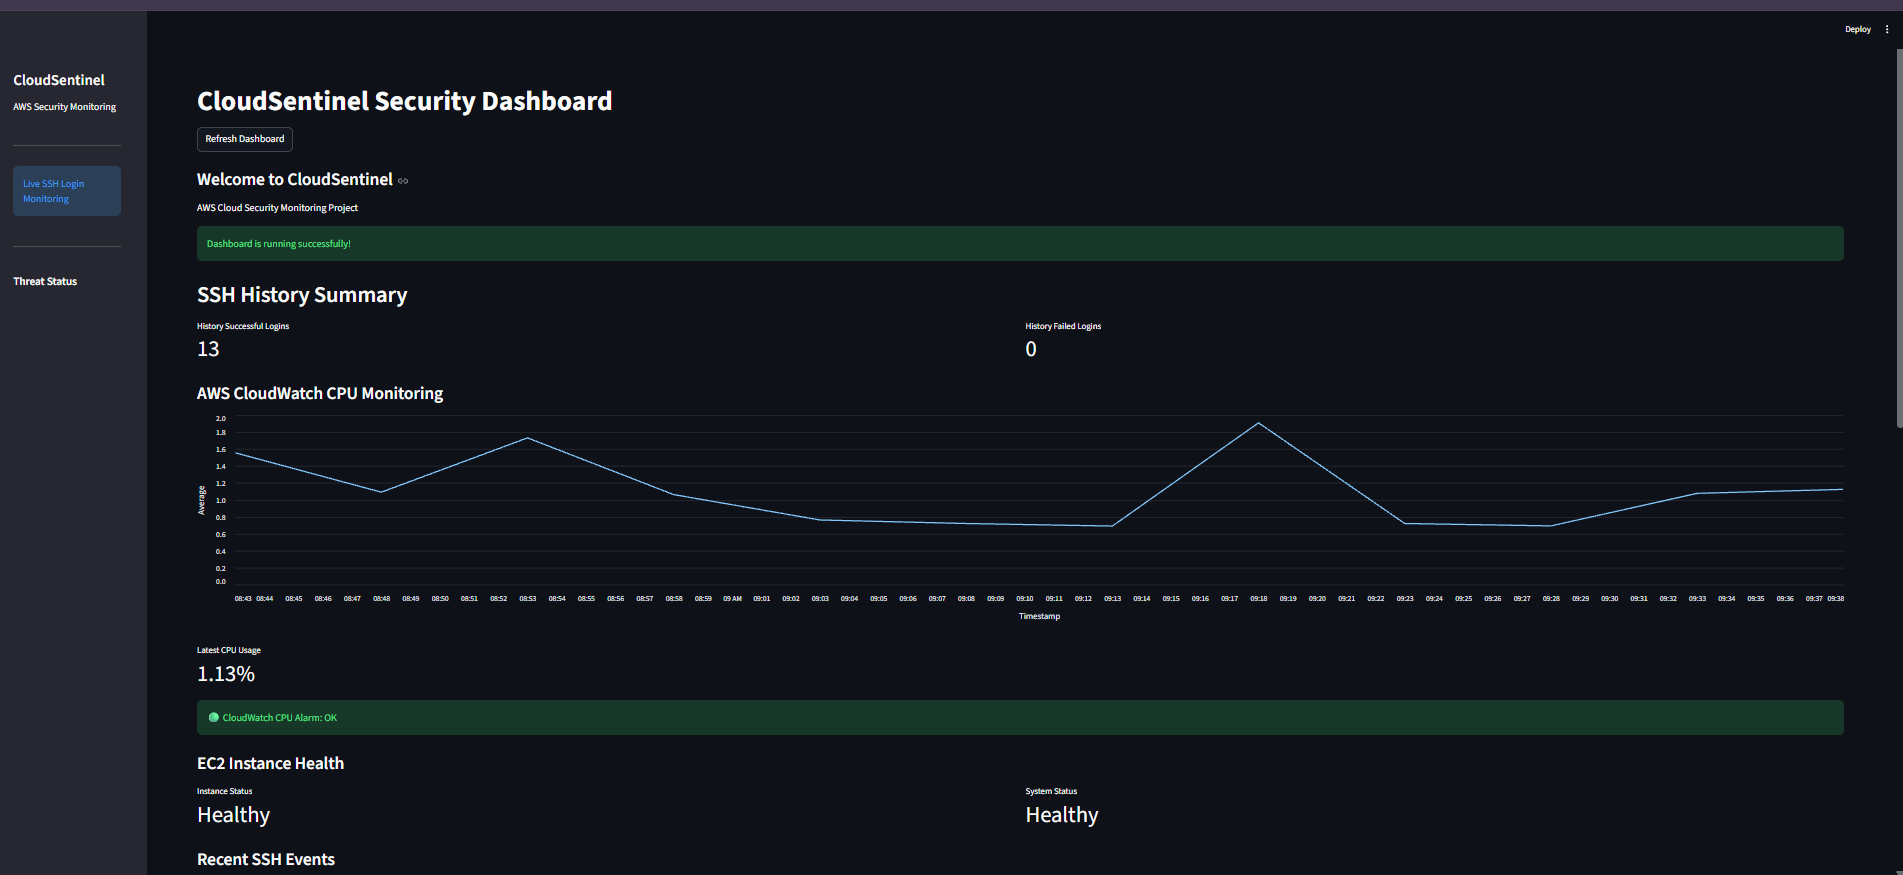 Deploy
CloudSentinel
AWS Security Monitoring
Live SSH Login
Monitoring
Threat Status
CloudSentinel Security Dashboard
Refresh Dashboard
Welcome to CloudSentinel
AWS Cloud Security Monitoring Project
Dashboard is running successfully!
SSH History Summary
History Successful Logins
13
History Failed Logins
0
AWS CloudWatch CPU Monitoring
2.0
1.8
1.6
1.4
1.2
1.0
0.8
0.6
0.4
0.2
0.0
Average
08:43 08:44 08:45 08:46 08:47 08:48 08:49 08:50 08:51 08:52 08:53 08:54 08:55 08:56 08:57 08:58 08:59 09 AM 09:01 09:02 09:03 09:04 09:05 09:06 09:07 09:08 09:09 09:10 09:11 09:12 09:13 09:14 09:15 09:16 09:17 09:18 09:19 09:20 09:21 09:22 09:23 09:24 09:25 09:26 09:27 09:28 09:29 09:30 09:31 09:32 09:33 09:34 09:35 09:36 09:37 09:38
Timestamp
Latest CPU Usage
1.13%
CloudWatch CPU Alarm: OK
EC2 Instance Health
Instance Status
Healthy
System Status
Healthy
Recent SSH Events